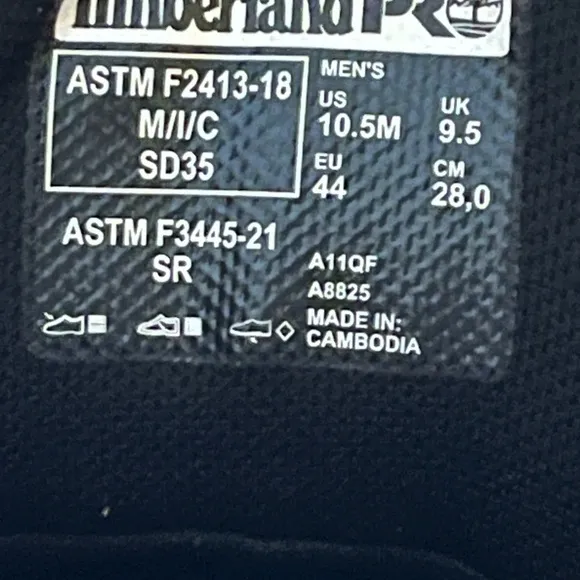 Timberland PRO
ASTM F2413-18
M/I/C
SD35
ASTM F3445-21
SR
MEN'S
US
10.5M
UK
9.5
EU
44
CM
28,0
A11QF
A8825
MADE IN:
CAMBODIA